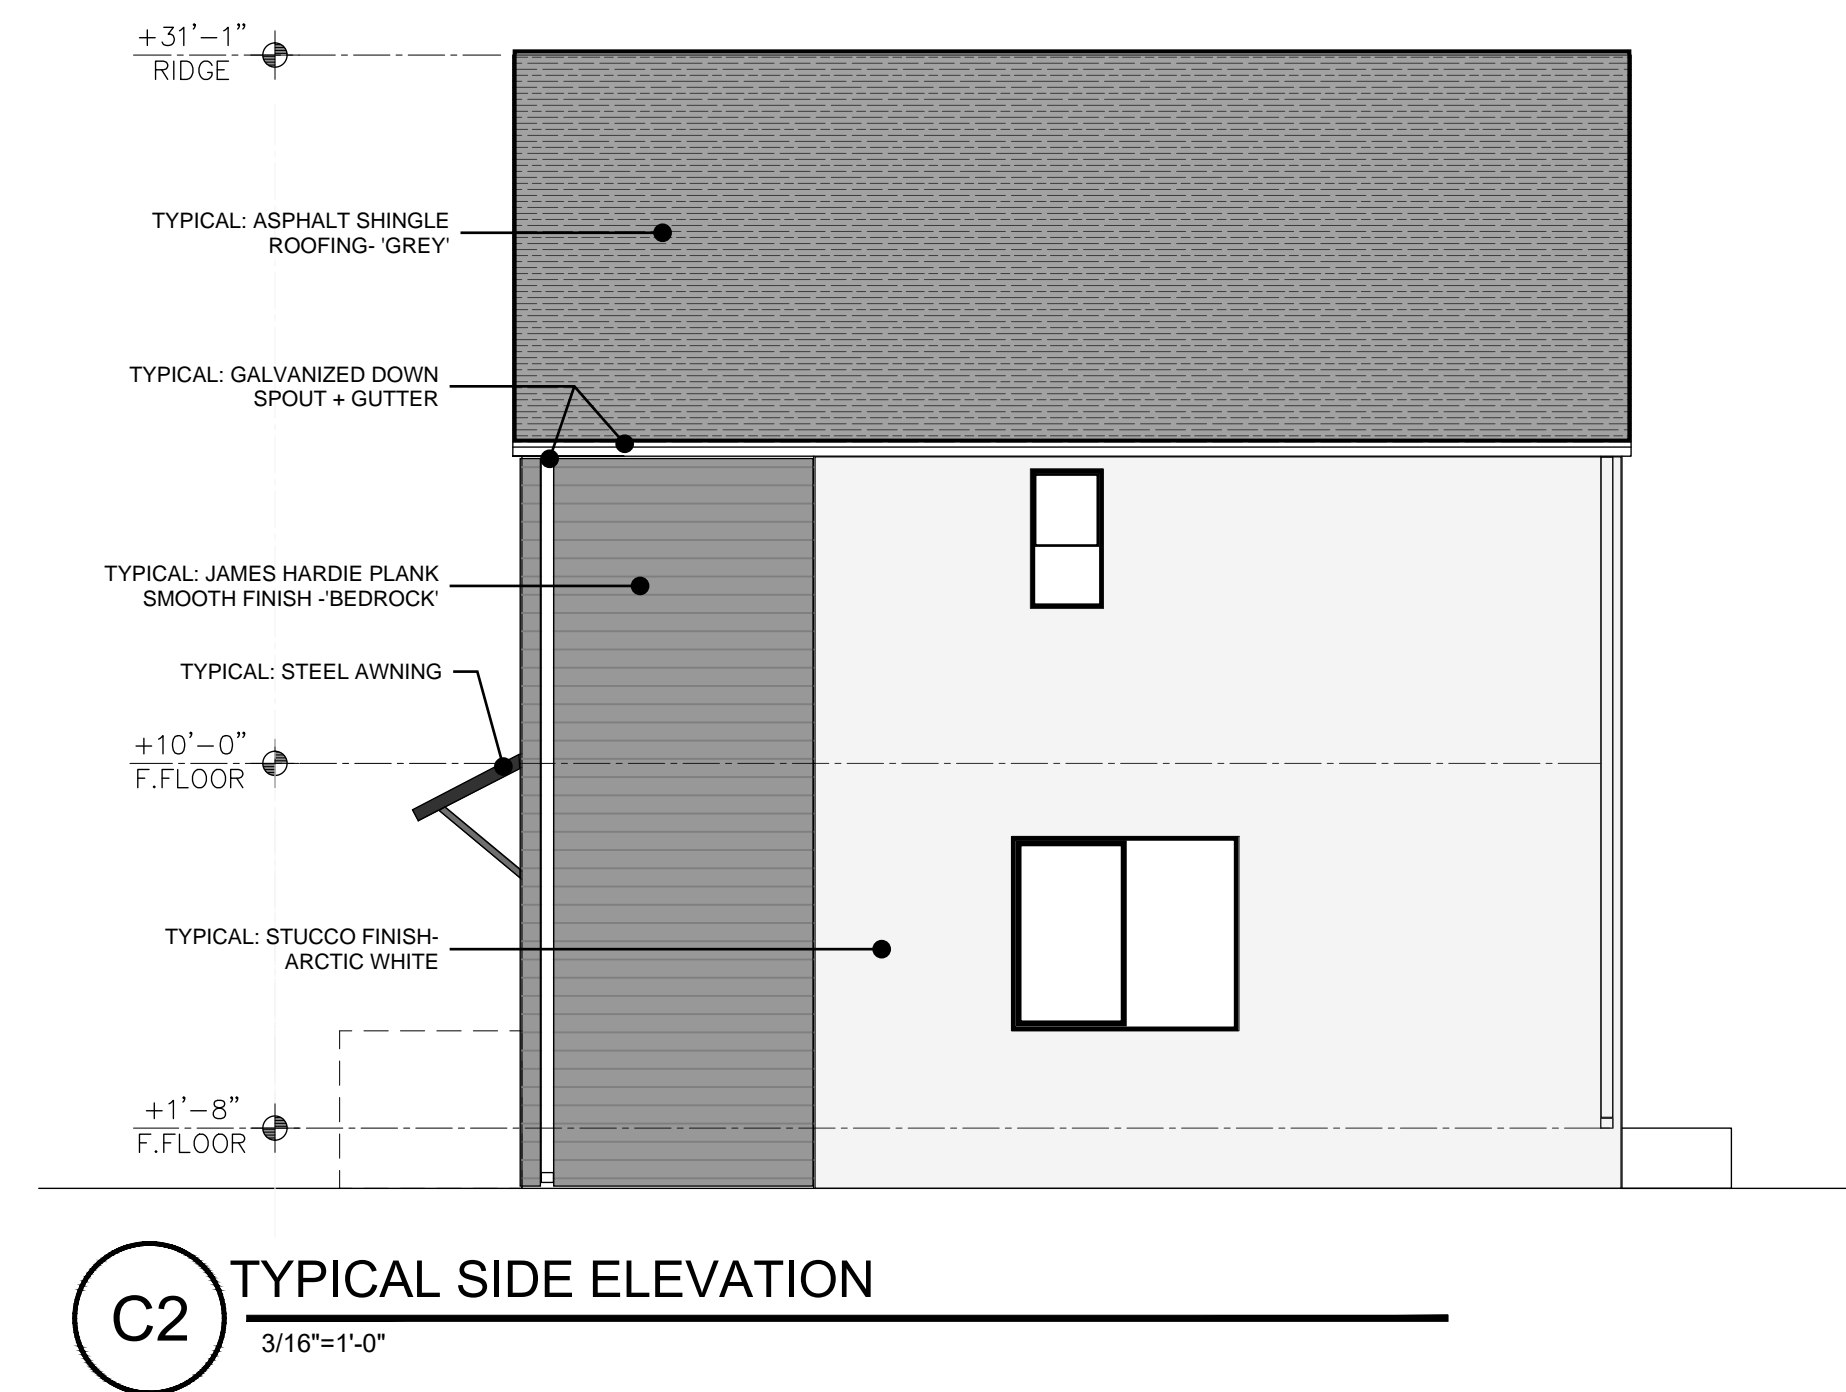 +31'-1"
RIDGE
TYPICAL: ASPHALT SHINGLE
ROOFING- 'GREY'
TYPICAL: GALVANIZED DOWN
SPOUT + GUTTER
TYPICAL: JAMES HARDIE PLANK
SMOOTH FINISH -'BEDROCK'
TYPICAL: STEEL AWNING
+10'-0"
F.FLOOR
TYPICAL: STUCCO FINISH-
ARCTIC WHITE
+1'-8"
F.FLOOR
C2
TYPICAL SIDE ELEVATION
3/16"=1'-0"